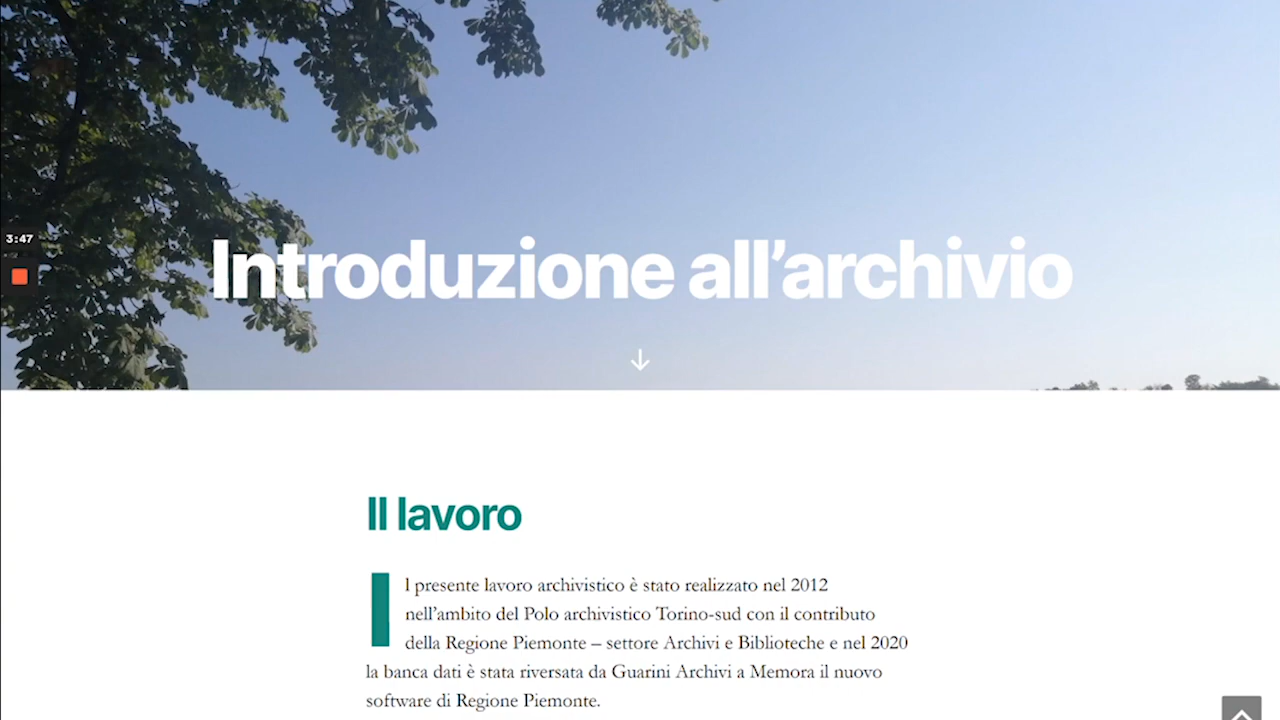 3:47
Introduzione all’archivio
Il lavoro
Il presente lavoro archivistico è stato realizzato nel 2012
nell’ambito del Polo archivistico Torino-sud con il contributo
della Regione Piemonte – settore Archivi e Biblioteche e nel 2020
la banca dati è stata riversata da Guarini Archivi a Memora il nuovo
software di Regione Piemonte.